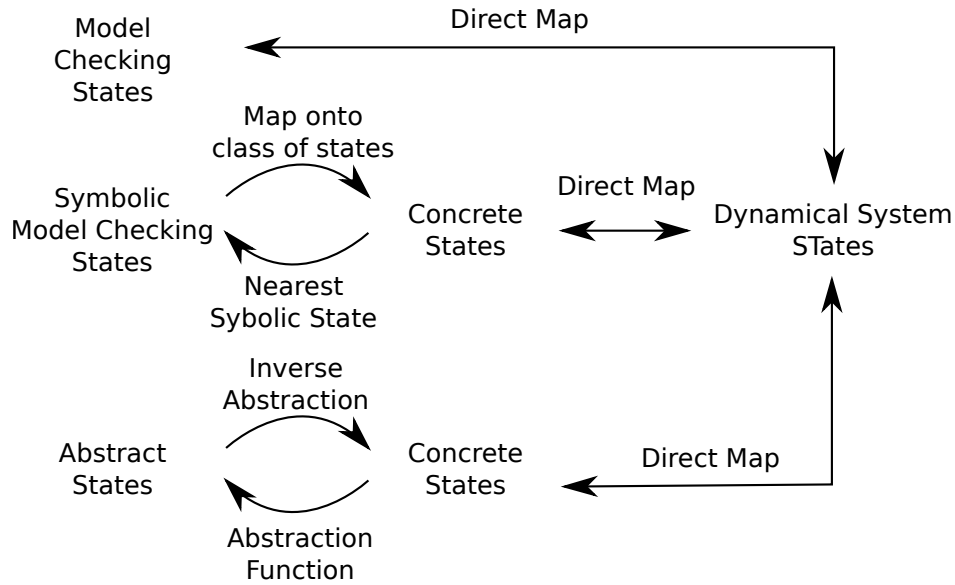 Model
Checking
States
Direct Map
Map onto
class of states
Symbolic
Model Checking
States
Concrete
States
Direct Map
Dynamical System
STates
Nearest
Sybolic State
Inverse
Abstraction
Abstract
States
Concrete
States
Direct Map
Abstraction
Function